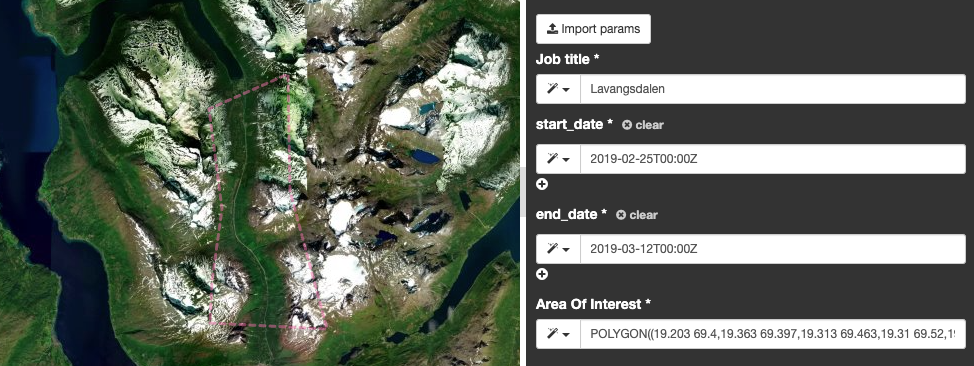 Import params
Job title *
Lavangsdalen
start_date * clear
2019-02-25T00:00Z
end_date * clear
2019-03-12T00:00Z
Area Of Interest *
POLYGON((19.203 69.4,19.363 69.397,19.313 69.463,19.31 69.52,1